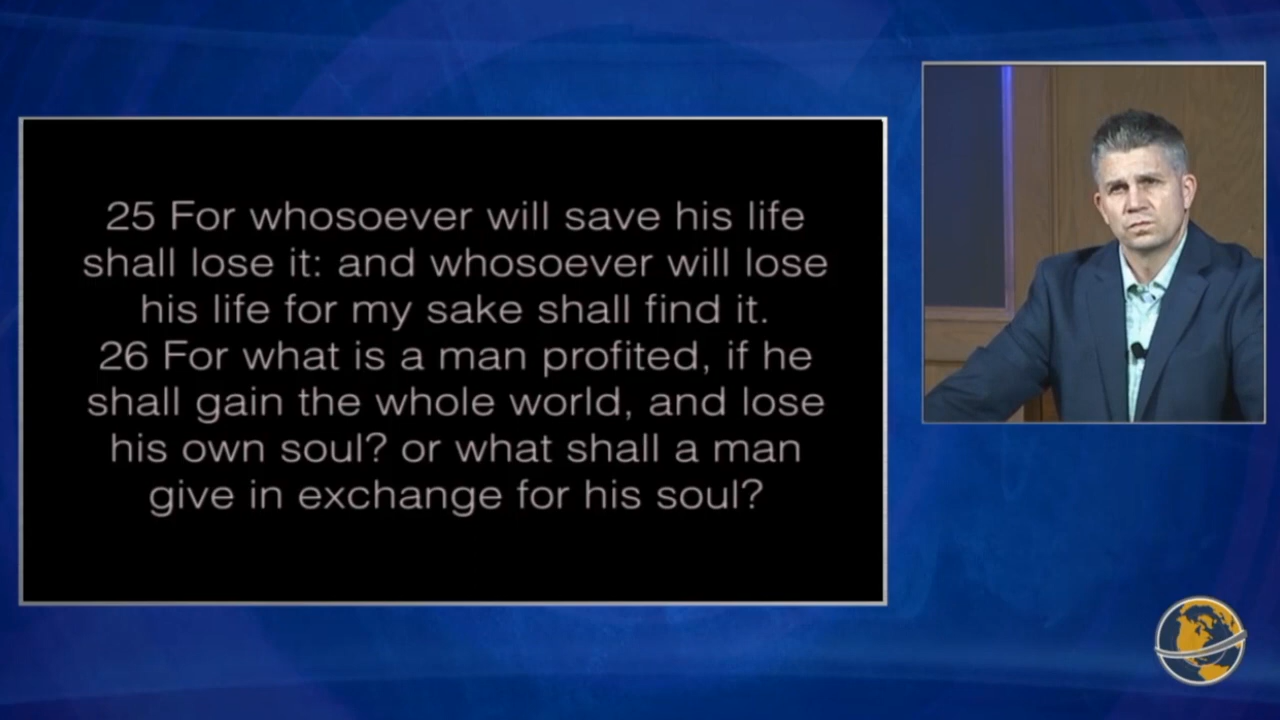 25 For whosoever will save his life
shall lose it: and whosoever will lose
his life for my sake shall find it.
26 For what is a man profited, if he
shall gain the whole world, and lose
his own soul? or what shall a man
give in exchange for his soul?